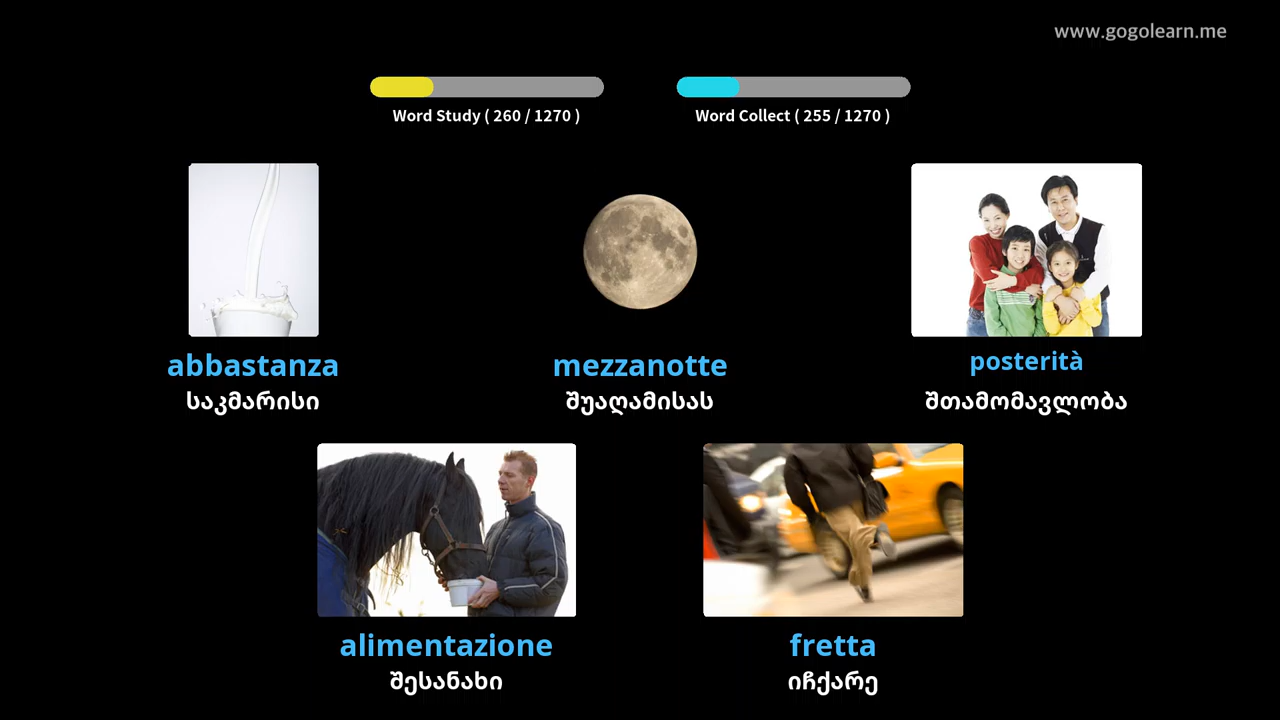 www.gogolearn.me
Word Study ( 260 / 1270 )
Word Collect ( 255 / 1270 )
abbastanza
საკმარისი
mezzanotte
შუაღამისას
posterità
შთამომავლობა
alimentazione
შესანახი
fretta
იჩქარე